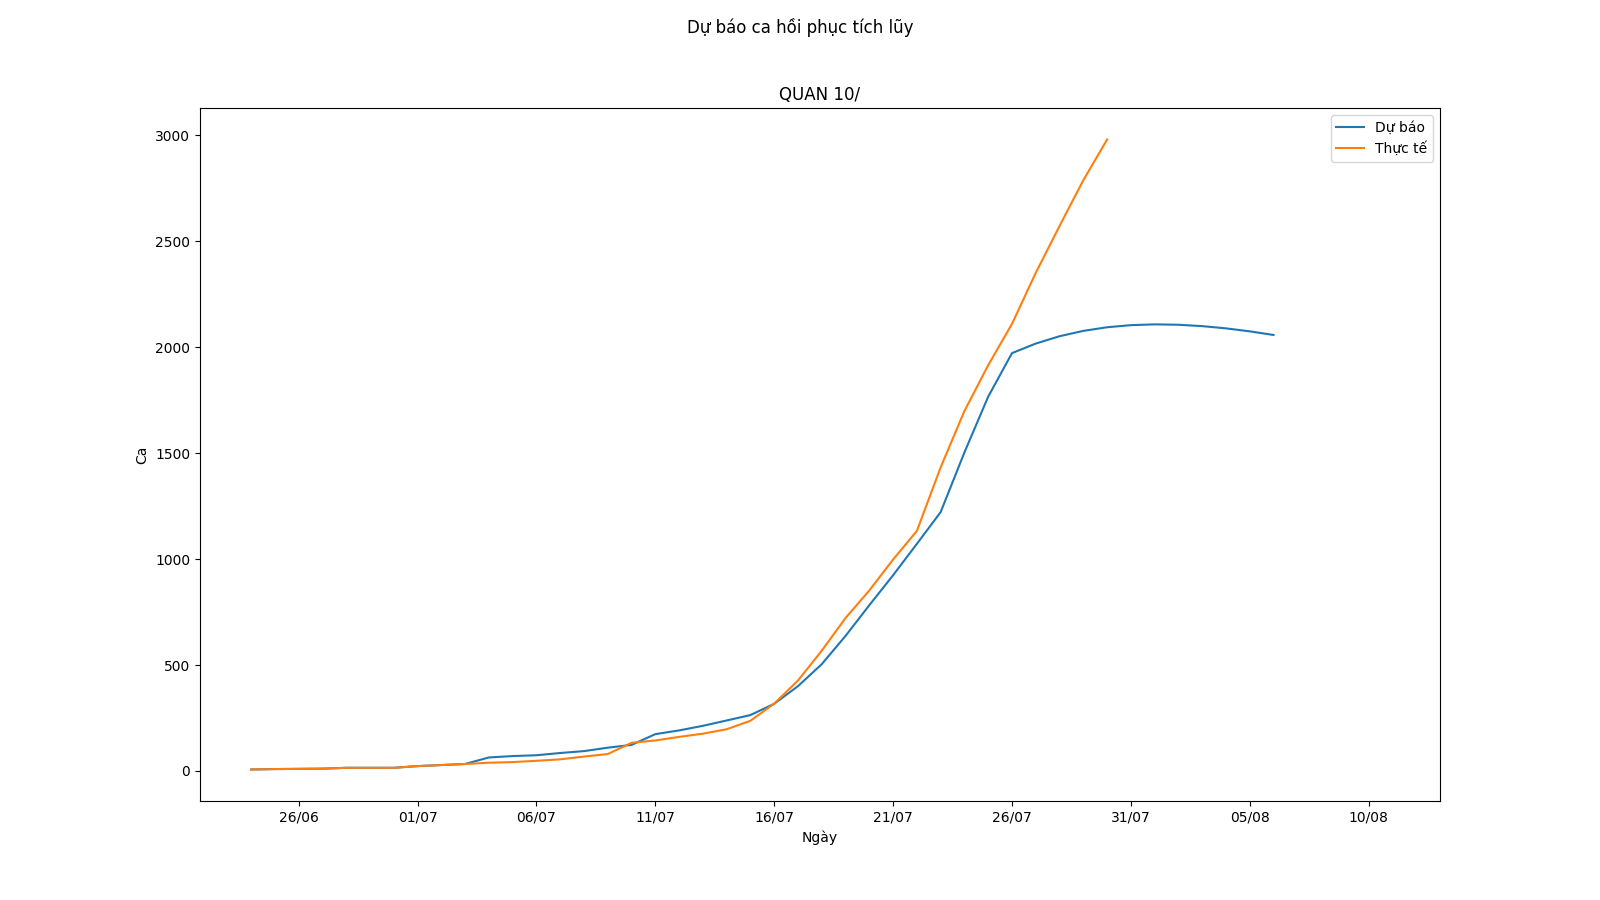 Dự báo ca hồi phục tích lũy
QUAN 10/
Dự báo
Thực tế
3000
2500
2000
1500
1000
500
0
Ca
26/06 01/07 06/07 11/07 16/07 21/07 26/07 31/07 05/08 10/08
Ngày